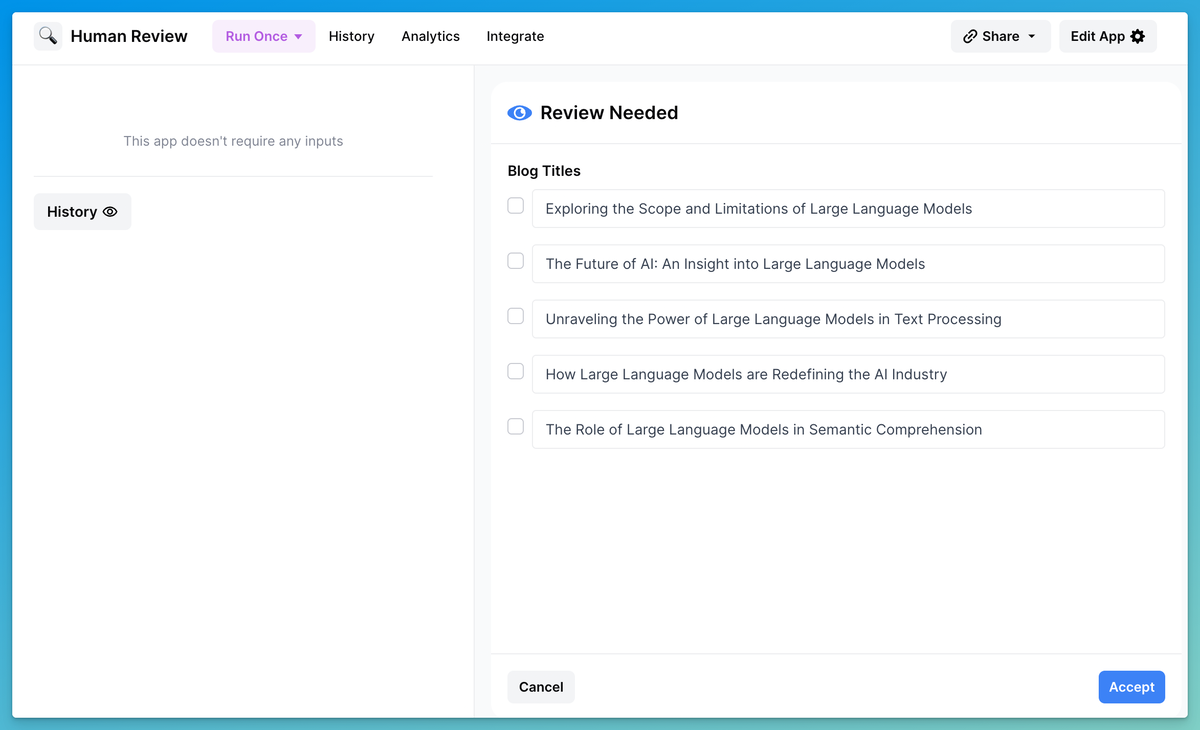 Human Review
Run Once
History
Analytics
Integrate
Share
Edit App
This app doesn't require any inputs
History
Review Needed
Blog Titles
Exploring the Scope and Limitations of Large Language Models
The Future of AI: An Insight into Large Language Models
Unraveling the Power of Large Language Models in Text Processing
How Large Language Models are Redefining the AI Industry
The Role of Large Language Models in Semantic Comprehension
Cancel
Accept